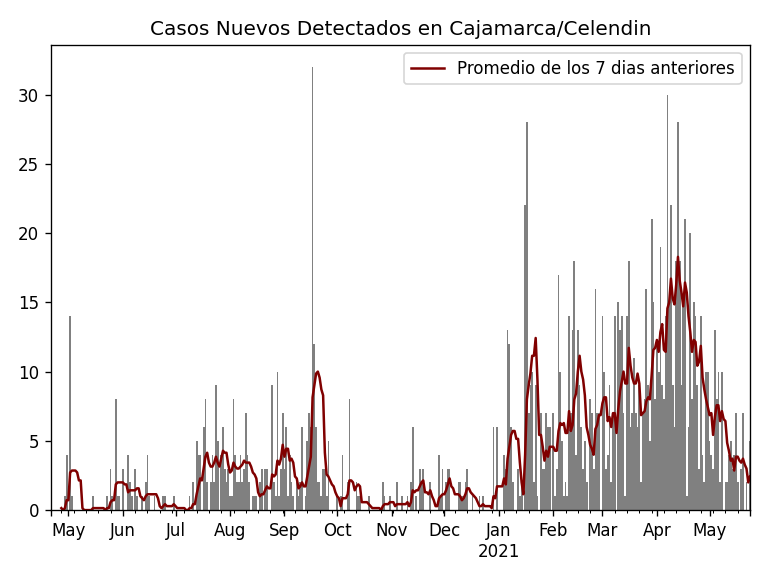 Casos Nuevos Detectados en Cajamarca/Celendin
Promedio de los 7 dias anteriores
30
25
20
15
10
5
0
May Jun Jul Aug Sep Oct Nov Dec Jan Feb Mar Apr May
2021